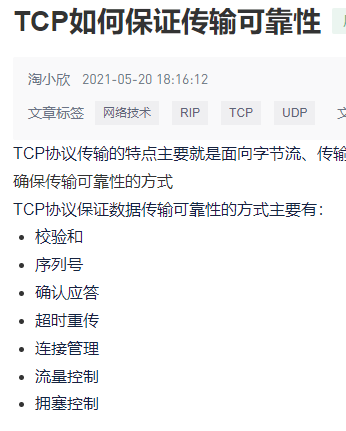 TCP如何保证传输可靠性
淘小欣 2021-05-20 18:16:12
文章标签 网络技术 RIP TCP UDP 文
TCP协议传输的特点主要就是面向字节流、传输
确保传输可靠性的方式
TCP协议保证数据传输可靠性的方式主要有：
• 校验和
• 序列号
• 确认应答
• 超时重传
• 连接管理
• 流量控制
• 拥塞控制